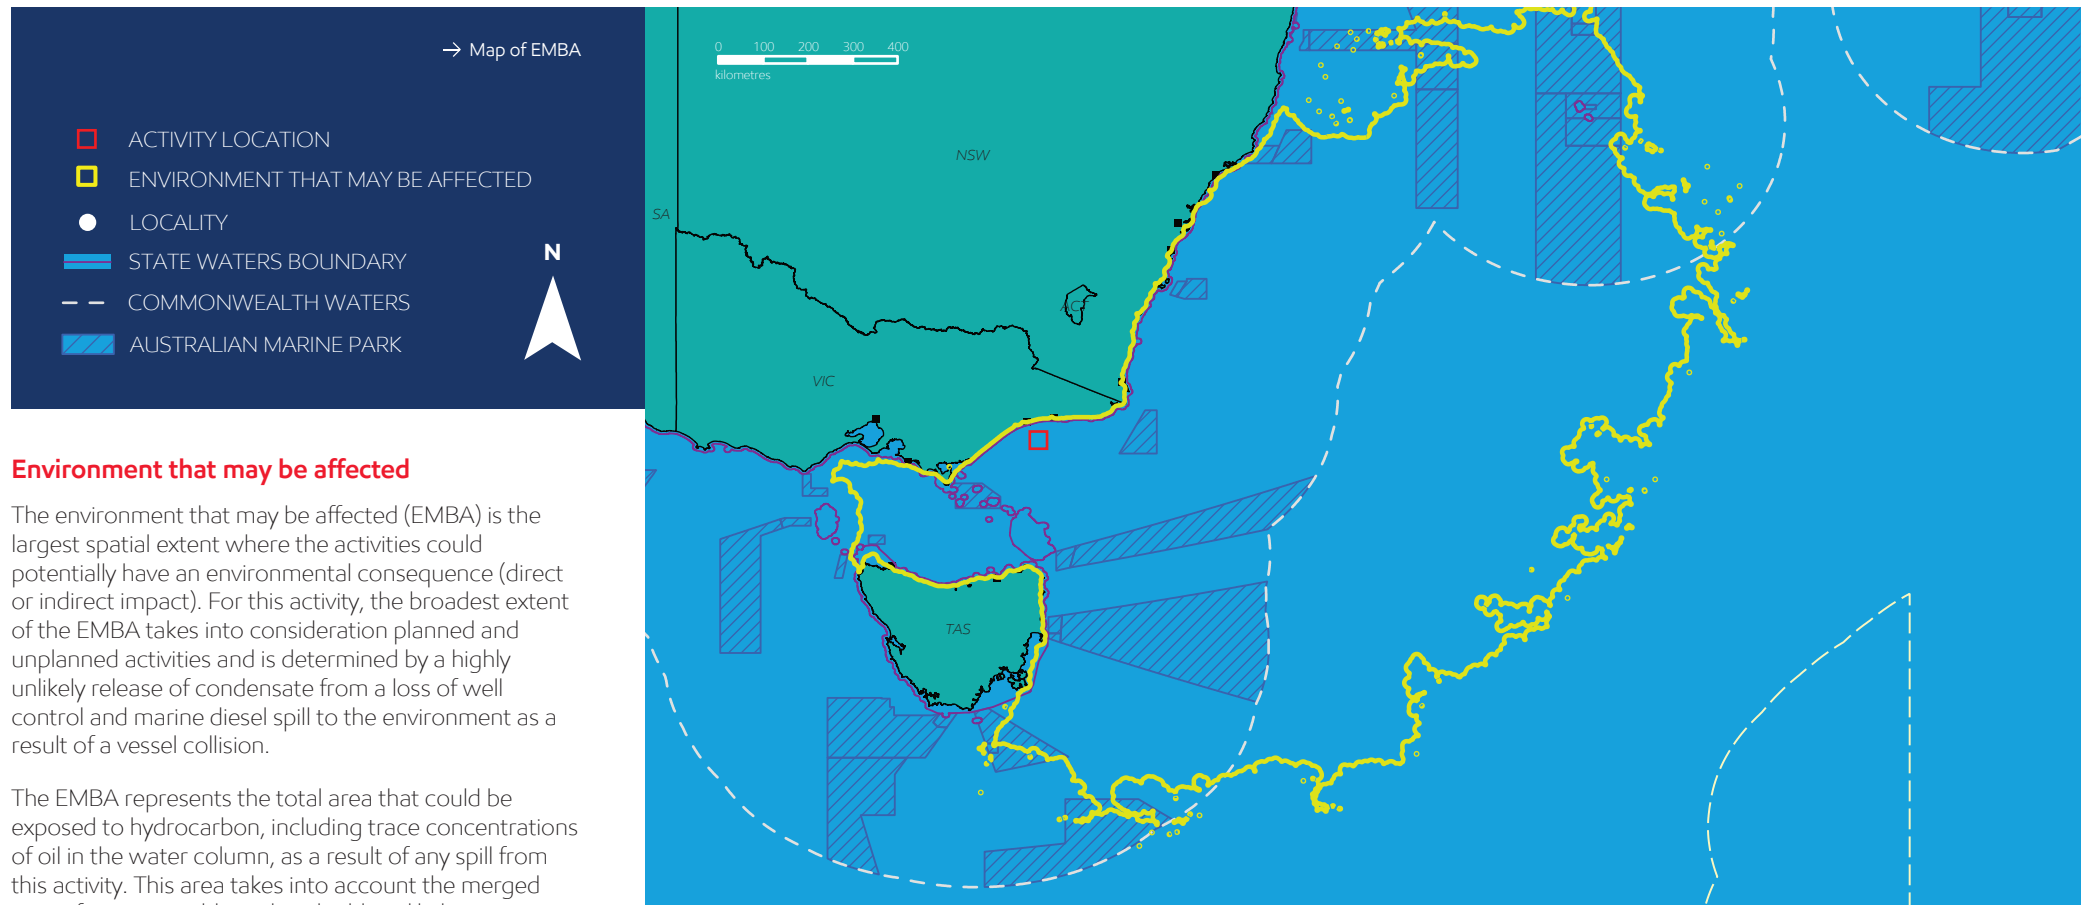 → Map of EMBA
ACTIVITY LOCATION
ENVIRONMENT THAT MAY BE AFFECTED
LOCALITY
STATE WATERS BOUNDARY
COMMONWEALTH WATERS
AUSTRALIAN MARINE PARK
N
0 100 200 300 400
kilometres
NSW
SA
ACT
VIC
TAS
Environment that may be affected
The environment that may be affected (EMBA) is the
largest spatial extent where the activities could
potentially have an environmental consequence (direct
or indirect impact). For this activity, the broadest extent
of the EMBA takes into consideration planned and
unplanned activities and is determined by a highly
unlikely release of condensate from a loss of well
control and marine diesel spill to the environment as a
result of a vessel collision.
The EMBA represents the total area that could be
exposed to hydrocarbon, including trace concentrations
of oil in the water column, as a result of any spill from
this activity. This area takes into account the merged